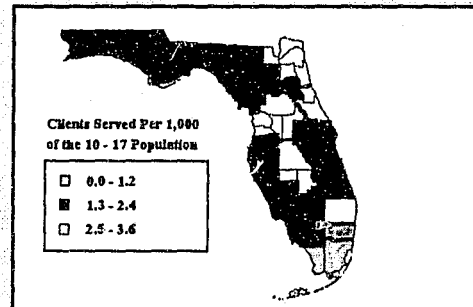 Clients Served Per 1,000
of the 10 - 17 Population
0.0 - 1.2
1.3 - 2.4
2.5 - 3.6